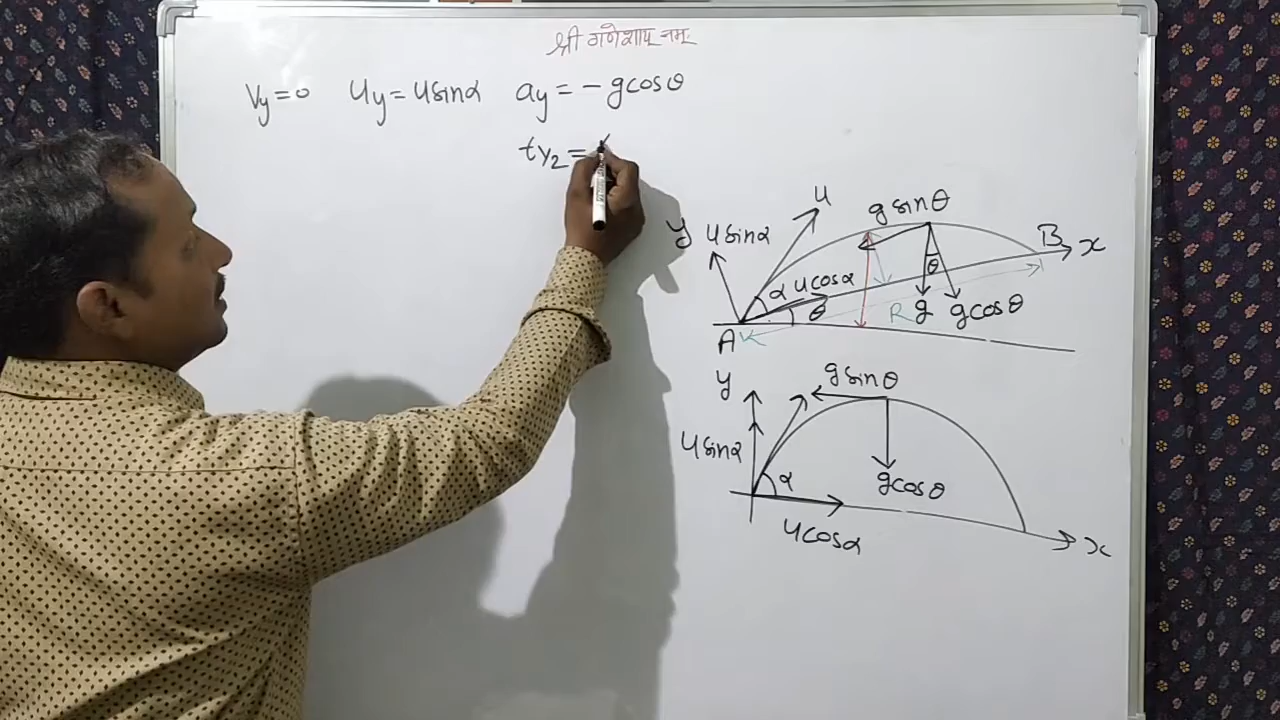 श्री गणेशाय नमः
Vy=0 uy=usinα ay=-gcosθ
ty2=
u
gsinθ
y usinα
B x
α ucosα
θ
θ
R g gcosθ
A
y gsinθ
usinα
α gcosθ
ucosα x